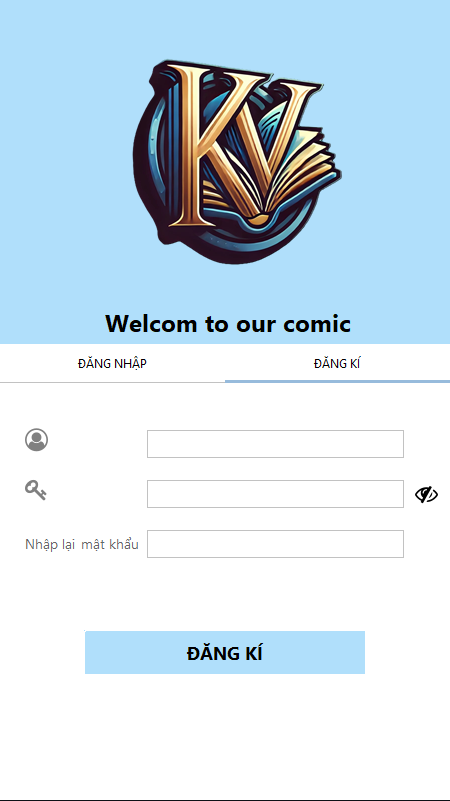 KV
Welcom to our comic
ĐĂNG NHẬP
ĐĂNG KÍ
Nhập lại mật khẩu
ĐĂNG KÍ